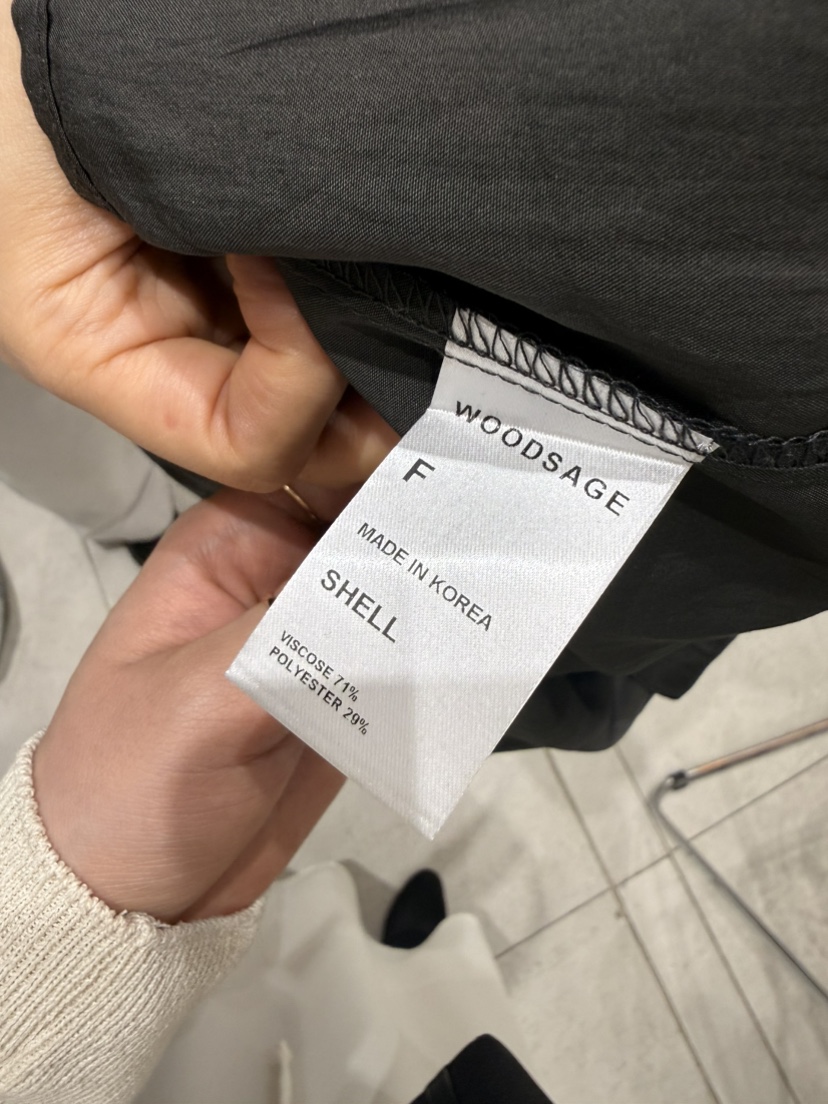 WOODSAGE
F
MADE IN KOREA
SHELL
VISCOSE 71%
POLYESTER 29%